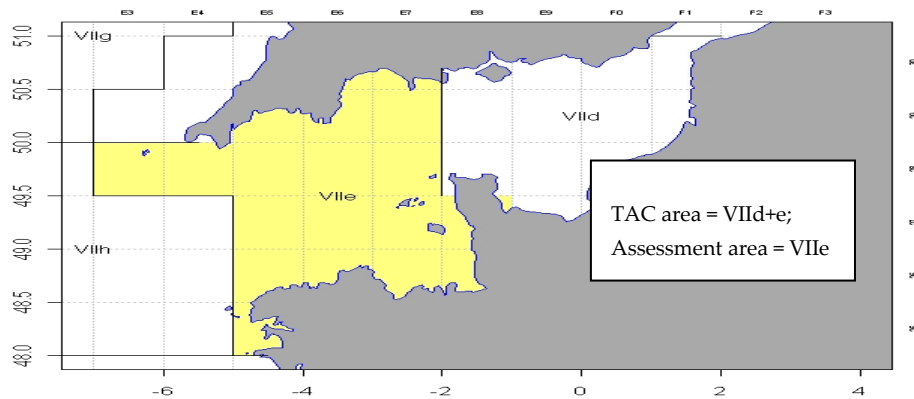 E3 E4 E5 E6 E7 E8 E9 F0 F1 F2 F3
51.0
VIIg
50.5
VIId
50.0
49.5
VIIe
TAC area = VIId+e;
49.0
VIIh
Assessment area = VIIe
48.5
48.0
-6 -4 -2 0 2 4